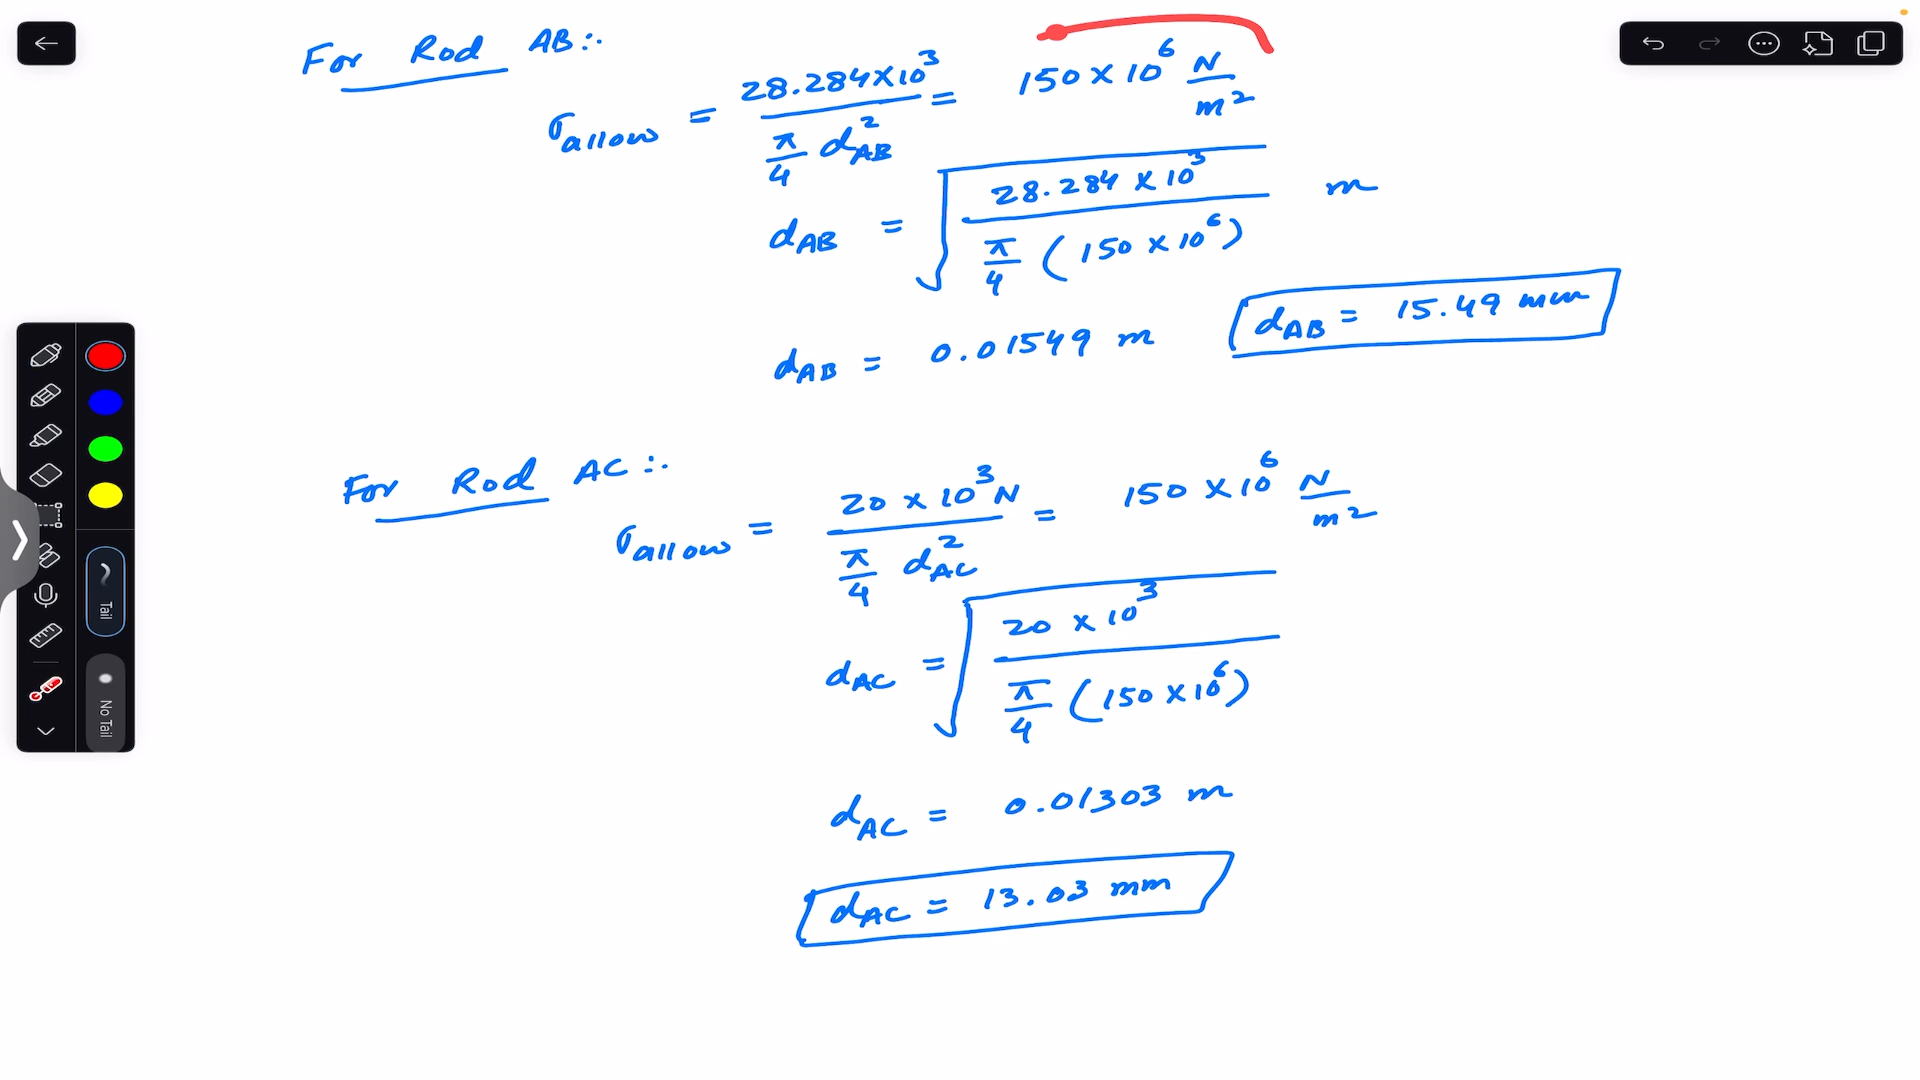 For Rod AB :.
σallow = 28.284×10³ / π/4 d²AB = 150 × 10⁶ N/m²
dAB = √ 28.284 × 10³ / π/4 (150 × 10⁶) m
dAB = 0.01549 m
dAB = 15.49 mm
For Rod AC :.
σallow = 20 × 10³ N / π/4 d²AC = 150 × 10⁶ N/m²
dAC = √ 20 × 10³ / π/4 (150 × 10⁶)
dAC = 0.01303 m
dAC = 13.03 mm
Tail
No Tail